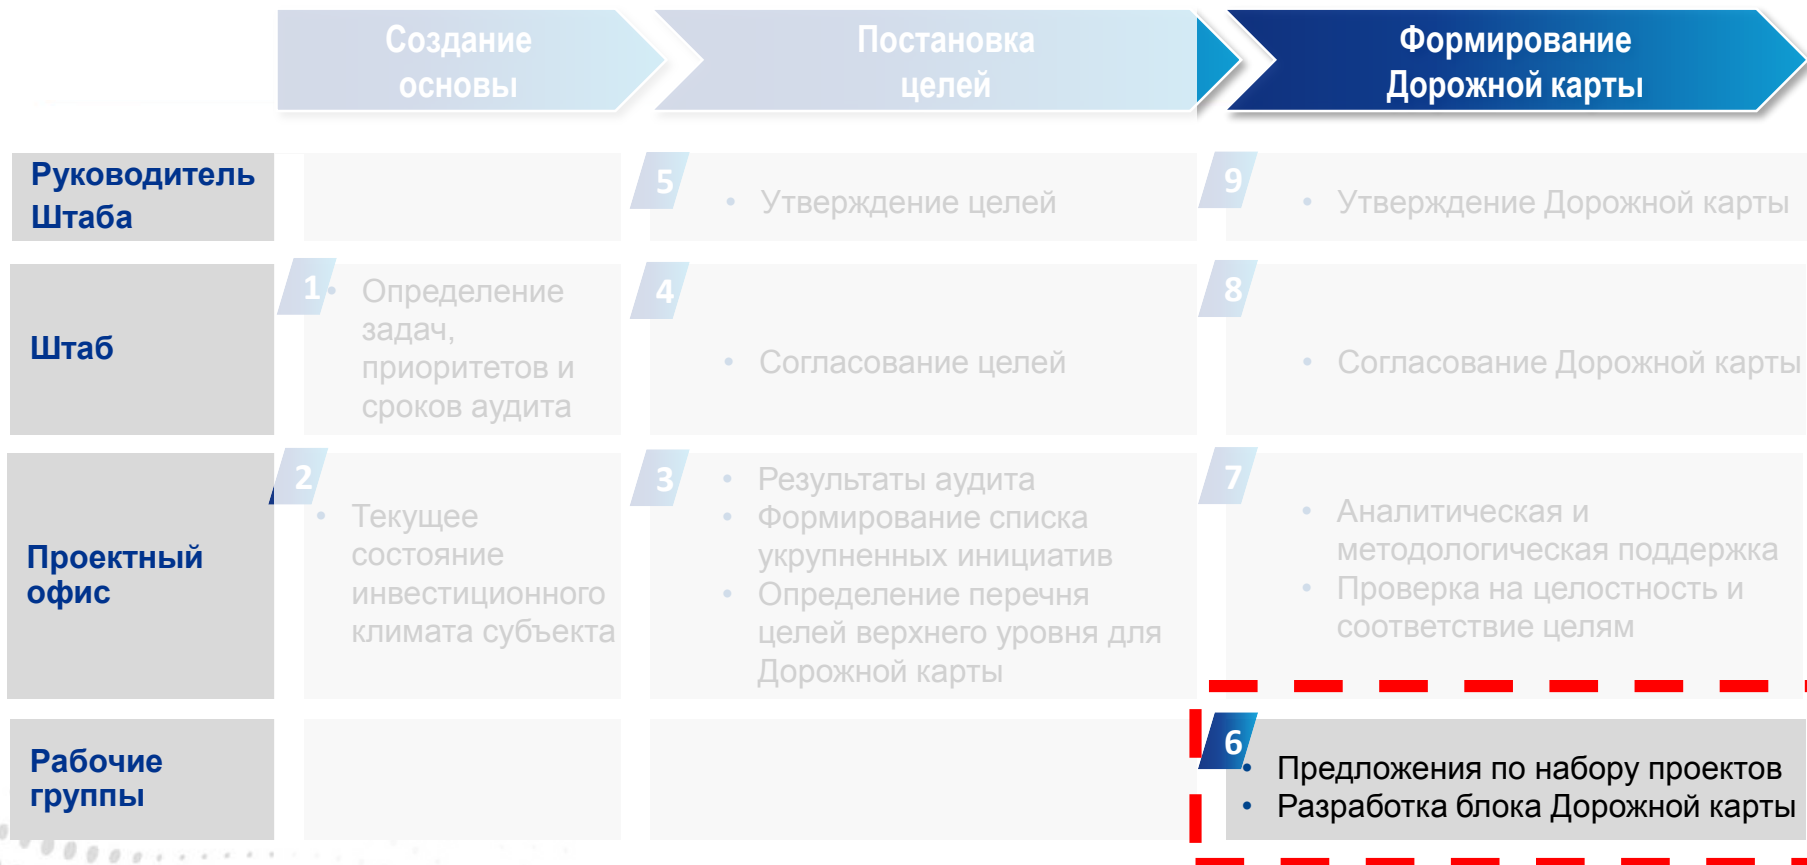 Создание
основы
Постановка
целей
Формирование
Дорожной карты
Руководитель
Штаба
5
• Утверждение целей
9
• Утверждение Дорожной карты
Штаб
1
• Определение
задач,
приоритетов и
сроков аудита
4
• Согласование целей
8
• Согласование Дорожной карты
Проектный
офис
2
• Текущее
состояние
инвестиционного
климата субъекта
3
• Результаты аудита
• Формирование списка
укрупненных инициатив
• Определение перечня
целей верхнего уровня для
Дорожной карты
7
• Аналитическая и
методологическая поддержка
• Проверка на целостность и
соответствие целям
Рабочие
группы
6
• Предложения по набору проектов
• Разработка блока Дорожной карты